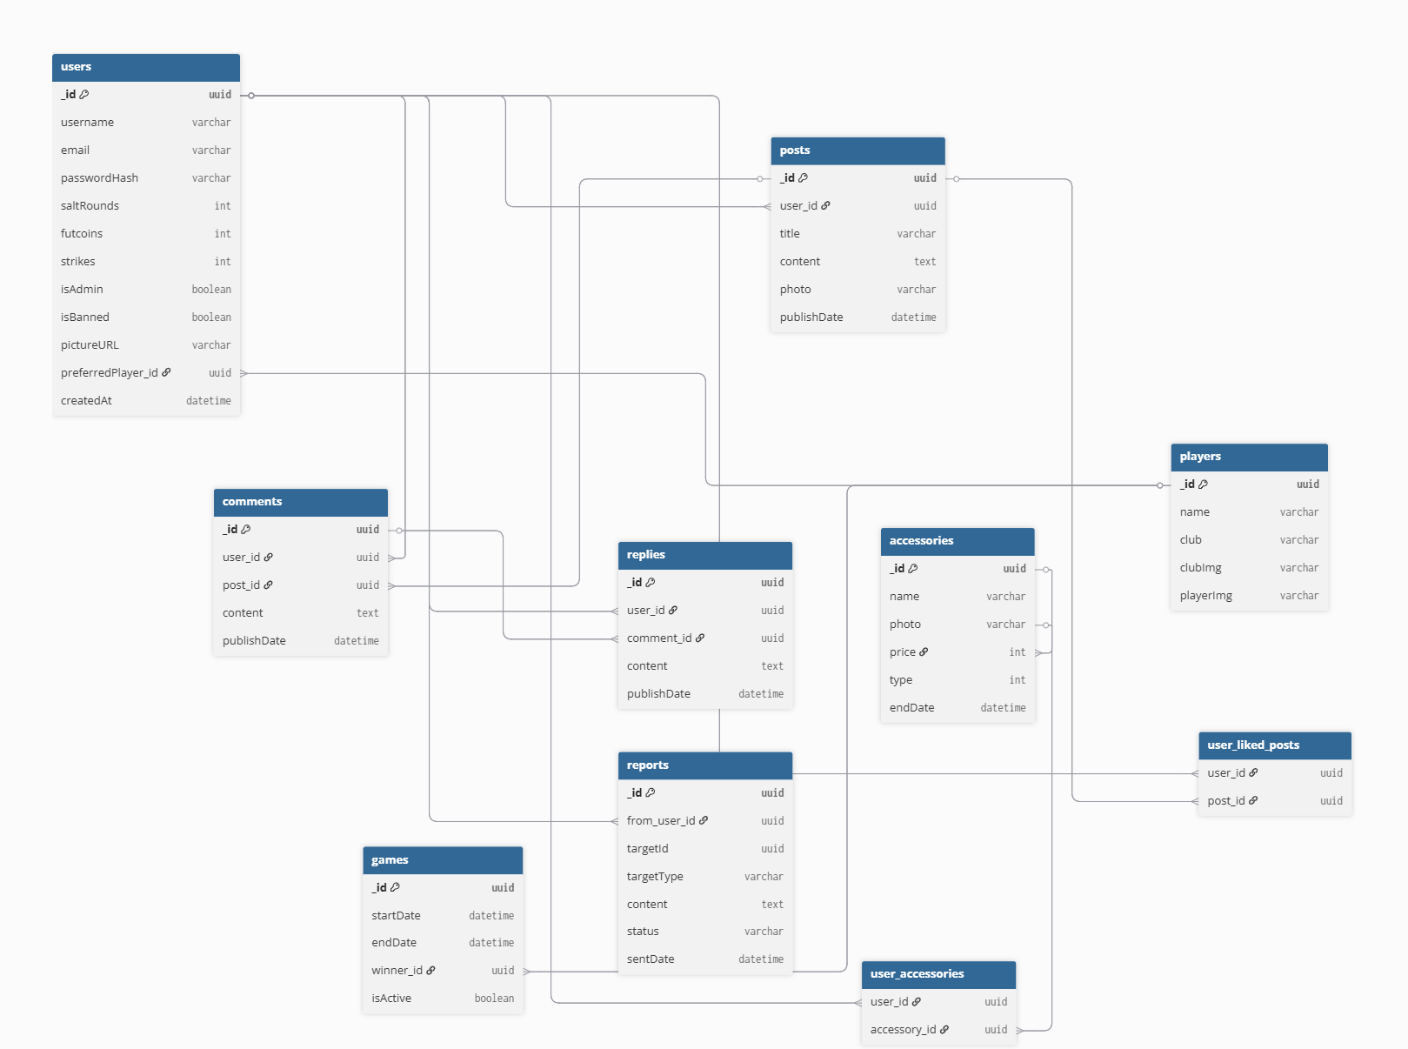 users
_id uuid
username varchar
email varchar
passwordHash varchar
saltRounds int
futcoins int
strikes int
isAdmin boolean
isBanned boolean
pictureURL varchar
preferredPlayer_id uuid
createdAt datetime
posts
_id uuid
user_id uuid
title varchar
content text
photo varchar
publishDate datetime
players
_id uuid
name varchar
club varchar
clubImg varchar
playerImg varchar
comments
_id uuid
user_id uuid
post_id uuid
content text
publishDate datetime
replies
_id uuid
user_id uuid
comment_id uuid
content text
publishDate datetime
accessories
_id uuid
name varchar
photo varchar
price int
type int
endDate datetime
user_liked_posts
user_id uuid
post_id uuid
reports
_id uuid
from_user_id uuid
targetId uuid
targetType varchar
content text
status varchar
sentDate datetime
games
_id uuid
startDate datetime
endDate datetime
winner_id uuid
isActive boolean
user_accessories
user_id uuid
accessory_id uuid